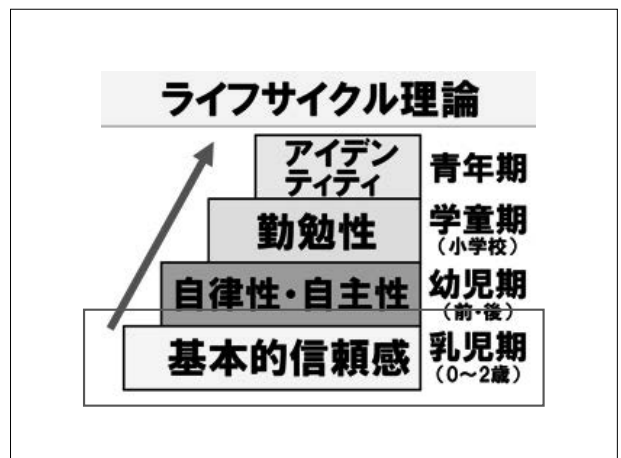 ライフサイクル理論
アイデン
ティティ
青年期
勤勉性
学童期
(小学校)
自律性・自主性
幼児期
(前・後)
基本的信頼感
乳児期
(0～2歳)